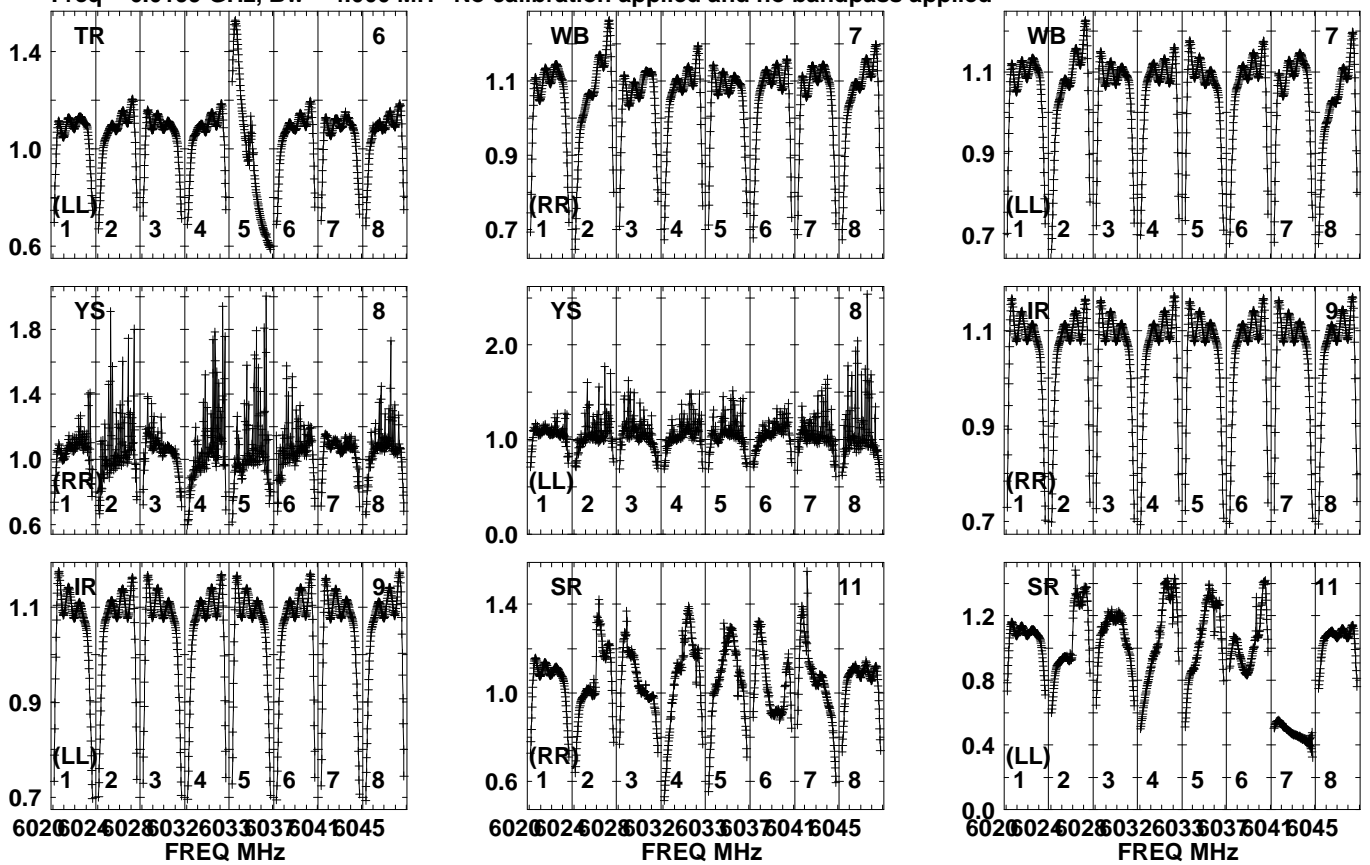 No calibration applied and no bandpass applied
TR 6
1.4
1.0
0.6
(LL)
1 2 3 4 5 6 7 8
WB 7
1.1
0.9
0.7
(RR)
1 2 3 4 5 6 7 8
WB 7
1.1
0.9
0.7
(LL)
1 2 3 4 5 6 7 8
YS 8
1.8
1.4
1.0
0.6
(RR)
1 2 3 4 5 6 7 8
YS 8
2.0
1.0
0.0
(LL)
1 2 3 4 5 6 7 8
IR 9
1.1
0.9
0.7
(RR)
1 2 3 4 5 6 7 8
IR 9
1.1
0.9
0.7
(LL)
1 2 3 4 5 6 7 8
6020 6024 6028 6032 6033 6037 6041 6045
FREQ MHz
SR 11
1.4
1.0
0.6
(RR)
1 2 3 4 5 6 7 8
6020 6024 6028 6032 6033 6037 6041 6045
FREQ MHz
SR 11
1.2
0.8
0.4
0.0
(LL)
1 2 3 4 5 6 7 8
6020 6024 6028 6032 6033 6037 6041 6045
FREQ MHz